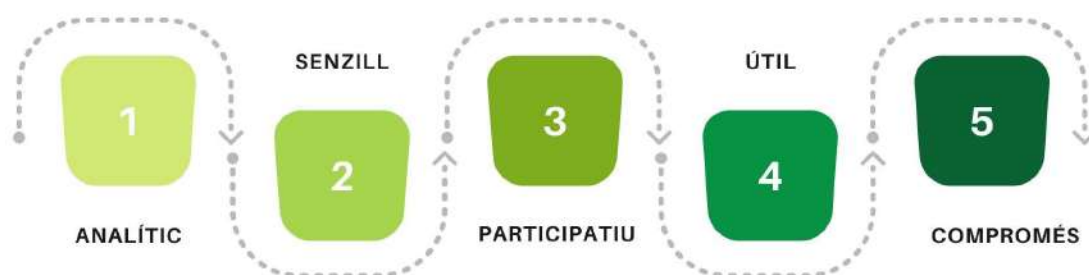 1
ANALÍTIC
SENZILL
2
3
PARTICIPATIU
ÚTIL
4
5
COMPROMÉS